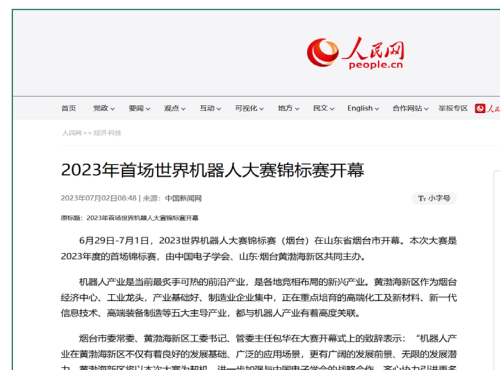 人民网
people.cn
首页 党政 要闻 观点 互动 可视化 地方 民文 English 合作网站 举报专区
人民网 >> 经济·科技
2023年首场世界机器人大赛锦标赛开幕
2023年07月02日08:48 | 来源：中国新闻网 小字号
原标题：2023年首场世界机器人大赛锦标赛开幕
6月29日-7月1日，2023世界机器人大赛锦标赛（烟台）在山东省烟台市开幕。本次大赛是
2023年度的首场锦标赛，由中国电子学会、山东·烟台黄渤海新区共同主办。
机器人产业是当前最炙手可热的前沿产业，是各地竞相布局的新兴产业。黄渤海新区作为烟台
经济中心、工业龙头，产业基础好、制造业企业集中，正在重点培育的高端化工及新材料、新一代
信息技术、高端装备制造等五大主导产业，都与机器人产业有着高度关联。
烟台市委常委、黄渤海新区工委书记、管委主任包华在大赛开幕式上的致辞表示：“机器人产
业在黄渤海新区不仅有着良好的发展基础、广泛的应用场景，更有广阔的发展前景、无限的发展潜